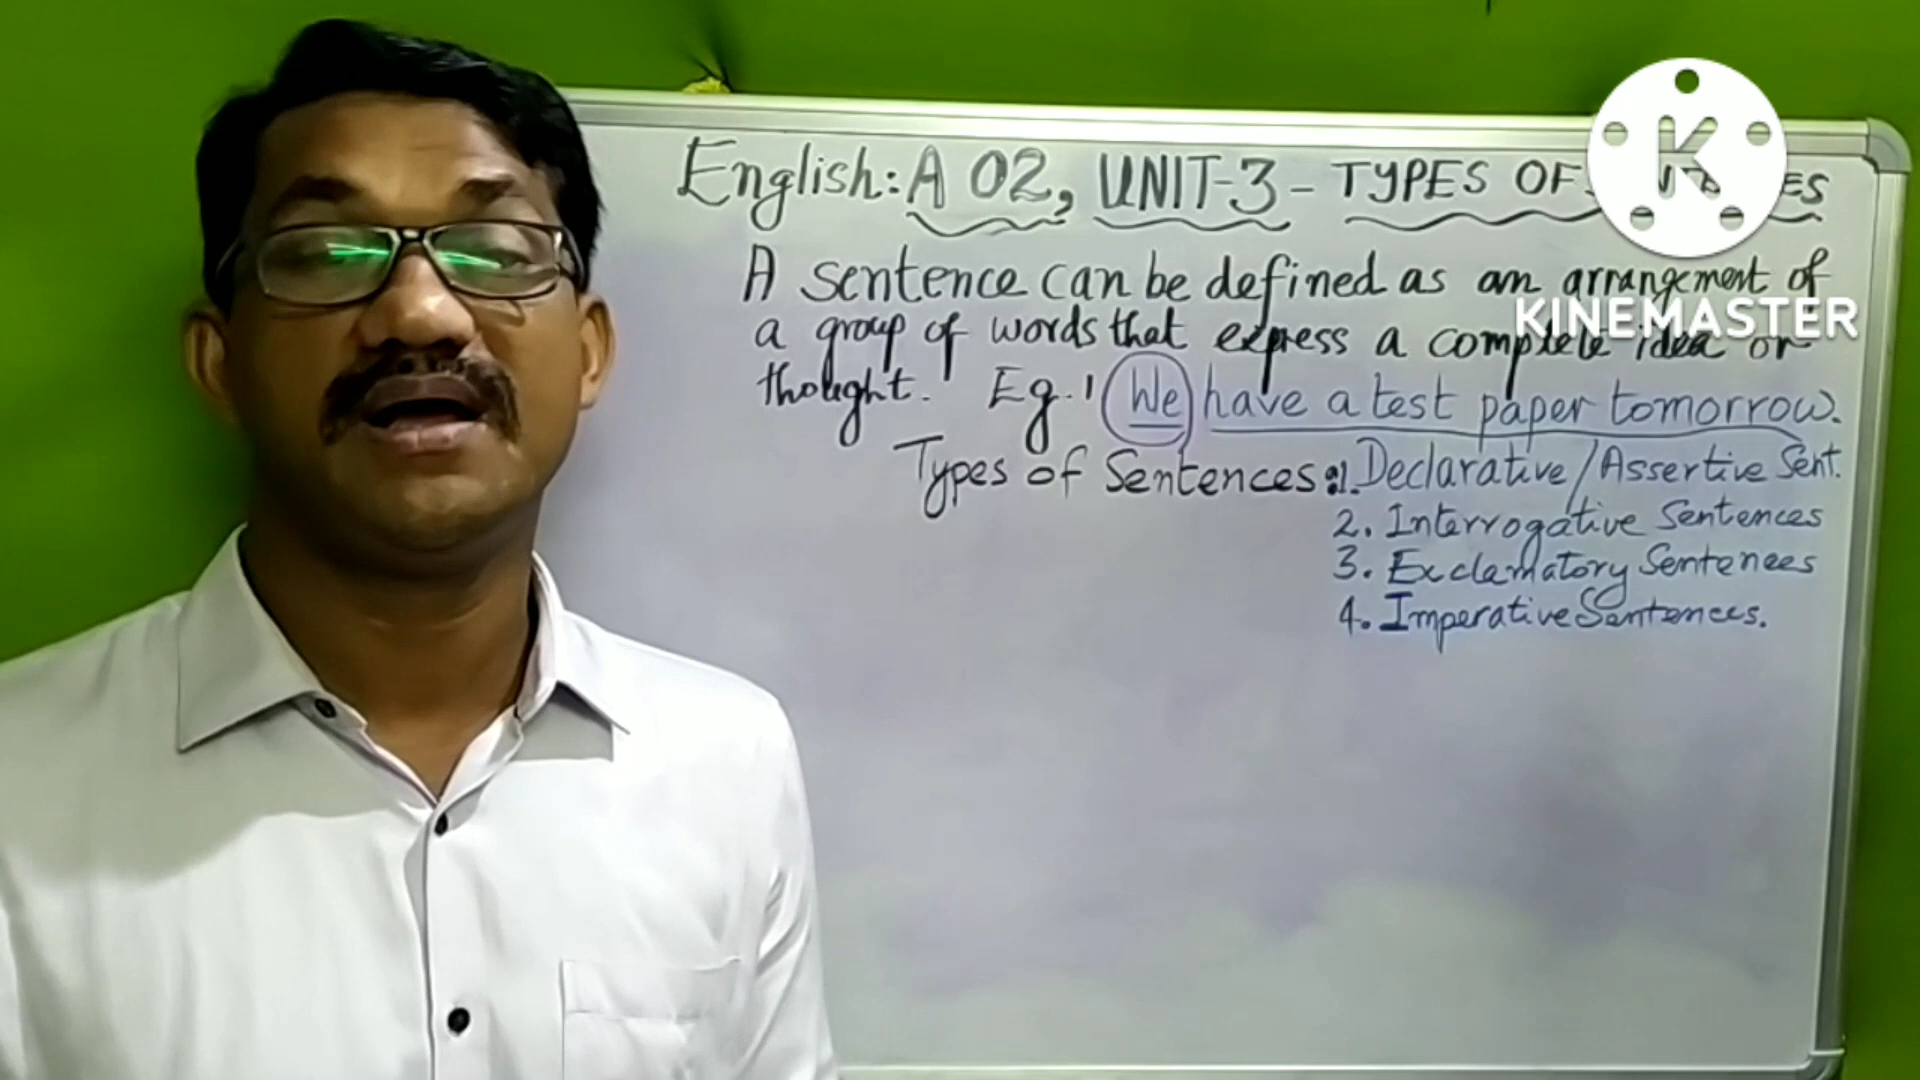 English: A 02, UNIT-3 - TYPES OF
A sentence can be defined as an arrangement of
a group of words that express a complete idea or
thought. Eg. 1 We have a test paper tomorrow.
Types of Sentences: 1. Declarative/Assertive Sent.
2. Interrogative Sentences
3. Exclamatory Sentences
4. Imperative Sentences.
K
KINEMASTER